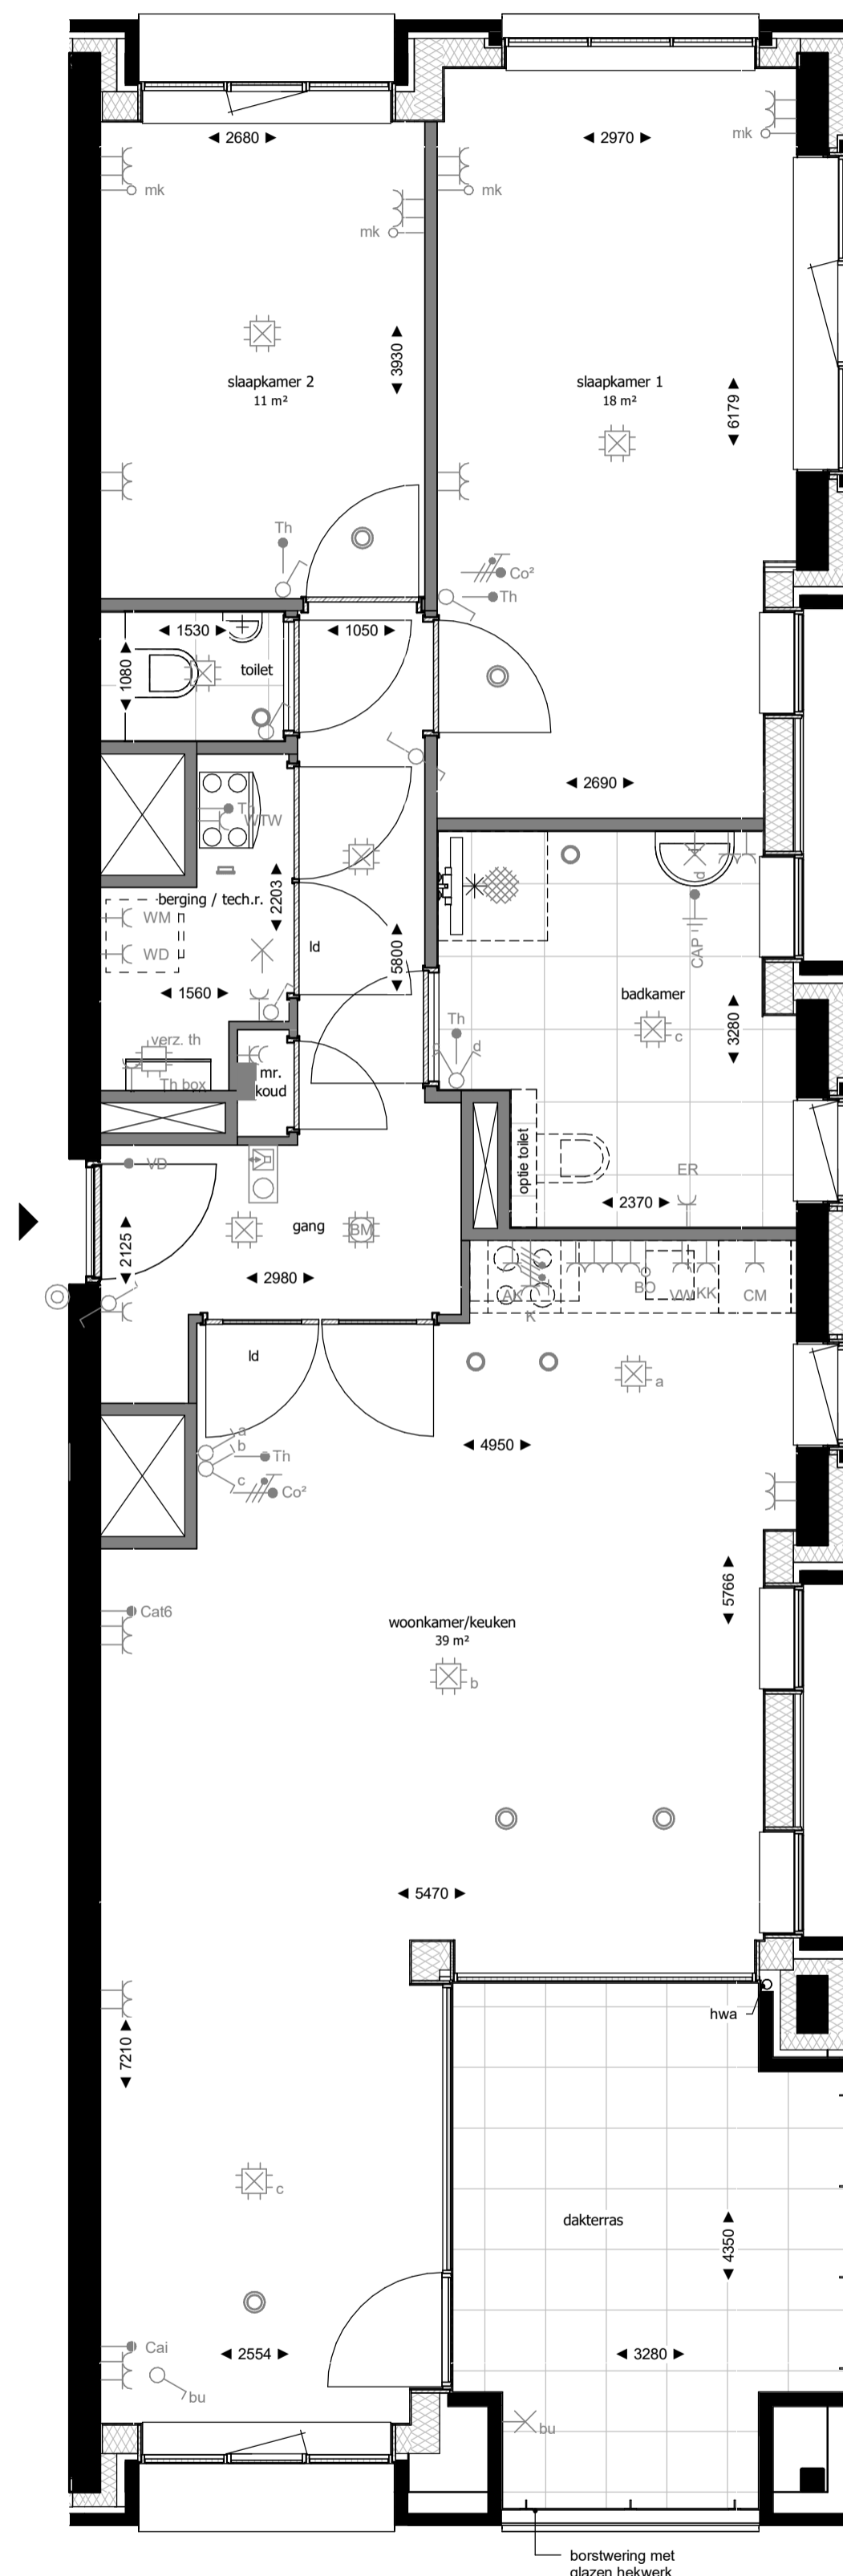 2680
2970
mk
mk
mk
mk
3930
slaapkamer 2
11 m²
slaapkamer 1
18 m²
6179
Th
Co²
Th
1530
1050
1080
toilet
2690
Th
WTW
berging / tech.r.
2203
WM
ld
d
WD
5800
CAP
1560
badkamer
Th
3280
verz. th
d
c
Th box
mr.
koud
optie toilet
VD
ER
2370
gang
BM
2125
2980
AK
BO
VW
KK
CM
K
ld
a
a
4950
b
Th
c
Co²
5766
Cat6
woonkamer/keuken
39 m²
b
5470
hwa
7210
c
dakterras
4350
Cai
2554
3280
bu
bu
borstwering met
glazen hekwerk